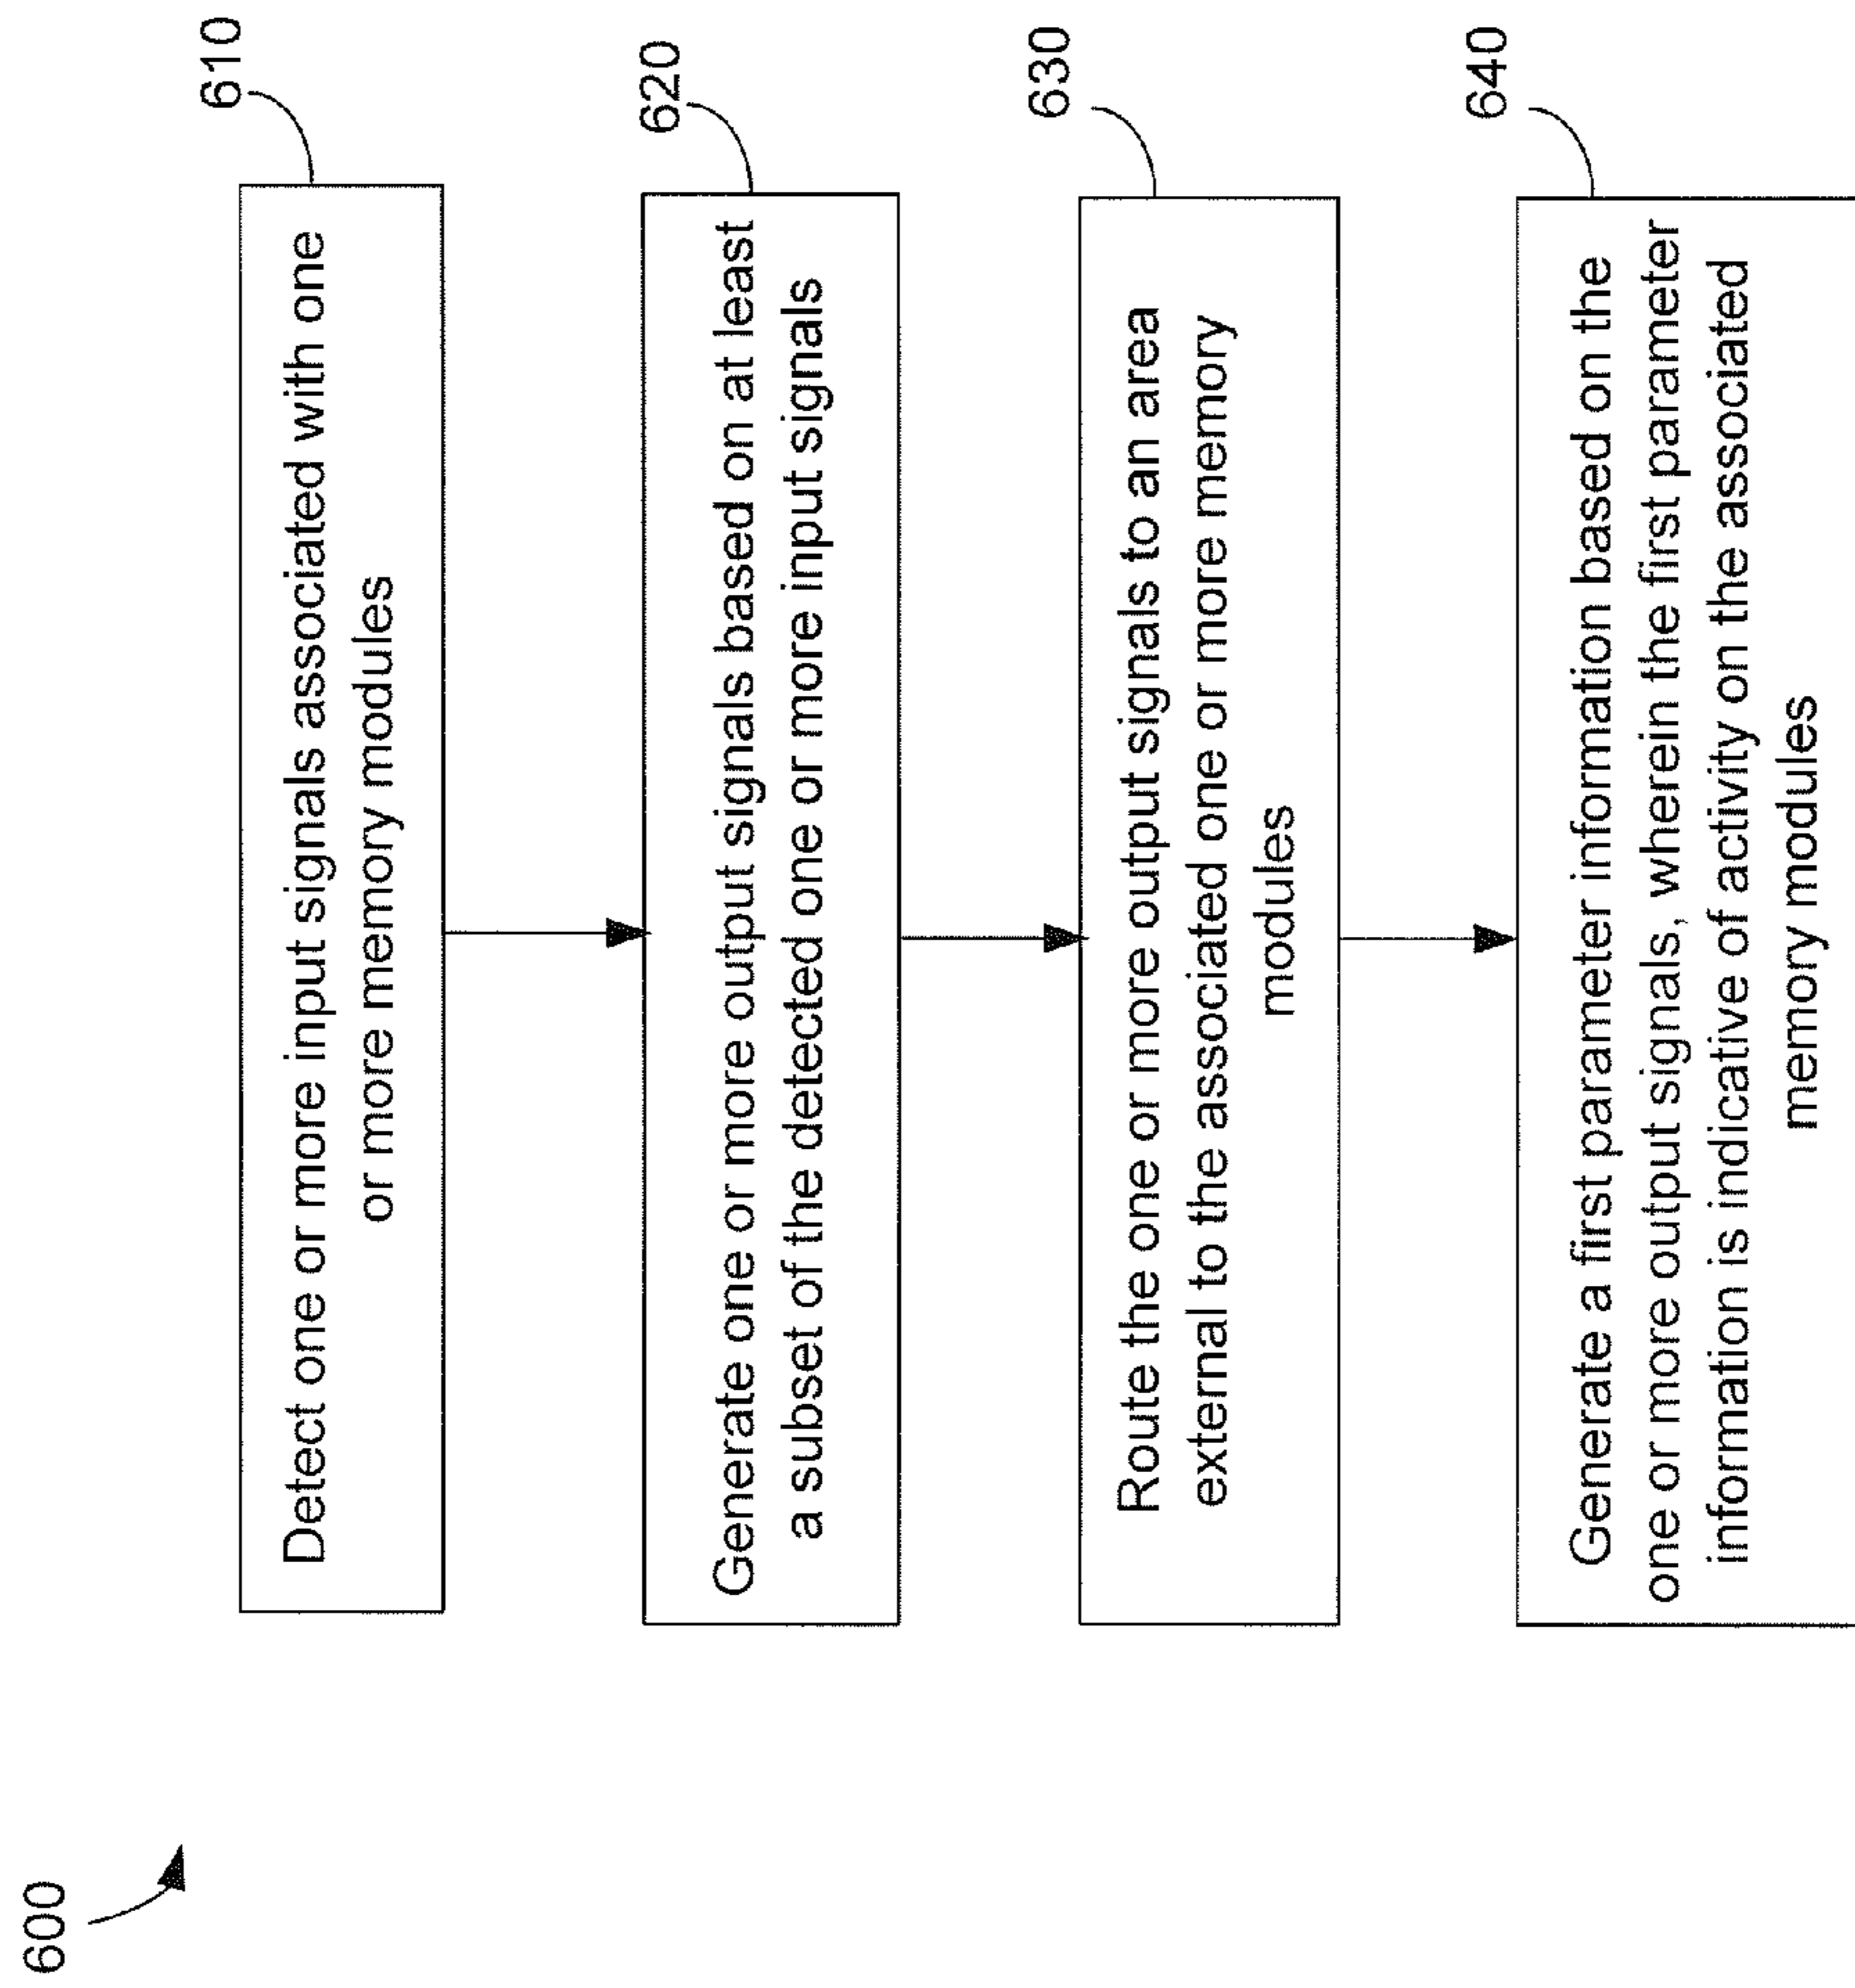 600
610
Detect one or more input signals associated with one
or more memory modules
620
Generate one or more output signals based on at least
a subset of the detected one or more input signals
630
Route the one or more output signals to an area
external to the associated one or more memory
modules
640
Generate a first parameter information based on the
one or more output signals, wherein the first parameter
information is indicative of activity on the associated
memory modules